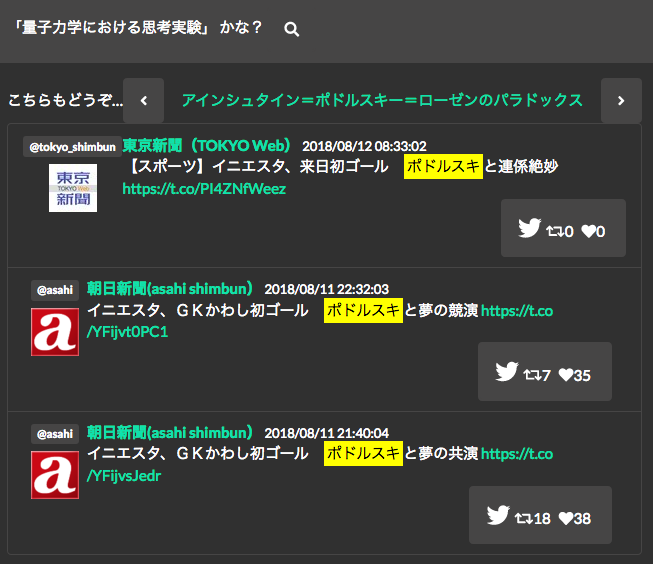 「量子力学における思考実験」 かな？
こちらもどうぞ... アインシュタイン＝ポドルスキー＝ローゼンのパラドックス
@tokyo_shimbun 東京新聞（TOKYO Web） 2018/08/12 08:33:02
【スポーツ】イニエスタ、来日初ゴール　ポドルスキと連係絶妙
https://t.co/PI4ZNfWeez
東京
TOKYO Web
新聞
0 0
@asahi 朝日新聞(asahi shimbun） 2018/08/11 22:32:03
イニエスタ、ＧＫかわし初ゴール　ポドルスキと夢の競演 https://t.co
/YFijvt0PC1
a
7 35
@asahi 朝日新聞(asahi shimbun） 2018/08/11 21:40:04
イニエスタ、ＧＫかわし初ゴール　ポドルスキと夢の共演 https://t.co
/YFijvsJedr
a
18 38